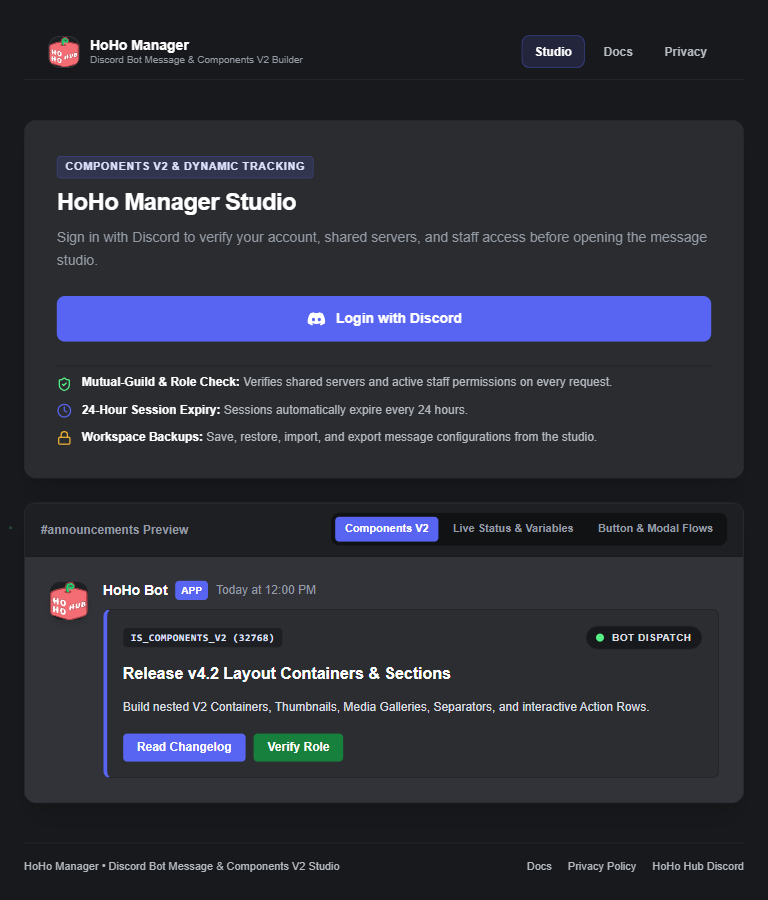 HO
HO HUB
HoHo Manager
Discord Bot Message & Components V2 Builder
Studio
Docs
Privacy
COMPONENTS V2 & DYNAMIC TRACKING
HoHo Manager Studio
Sign in with Discord to verify your account, shared servers, and staff access before opening the message
studio.
Login with Discord
Mutual-Guild & Role Check: Verifies shared servers and active staff permissions on every request.
24-Hour Session Expiry: Sessions automatically expire every 24 hours.
Workspace Backups: Save, restore, import, and export message configurations from the studio.
#announcements Preview
Components V2
Live Status & Variables
Button & Modal Flows
HO
HO HUB
HoHo Bot APP Today at 12:00 PM
IS_COMPONENTS_V2 (32768)
BOT DISPATCH
Release v4.2 Layout Containers & Sections
Build nested V2 Containers, Thumbnails, Media Galleries, Separators, and interactive Action Rows.
Read Changelog
Verify Role
HoHo Manager • Discord Bot Message & Components V2 Studio
Docs
Privacy Policy
HoHo Hub Discord